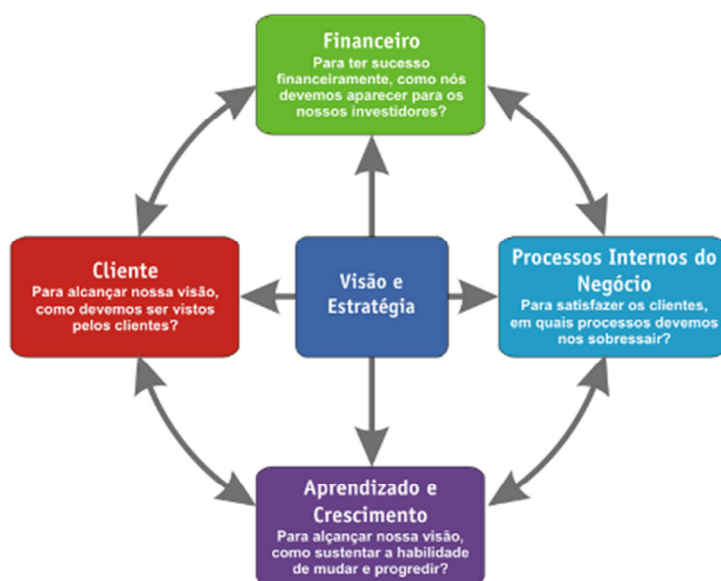 Financeiro
Para ter sucesso
financeiramente, como nós
devemos aparecer para os
nossos investidores?
Cliente
Para alcançar nossa visão,
como devemos ser vistos
pelos clientes?
Visão e
Estratégia
Processos Internos do
Negócio
Para satisfazer os clientes,
em quais processos devemos
nos sobressair?
Aprendizado e
Crescimento
Para alçançar nossa visão,
como sustentar a habilidade
de mudar e progredir?